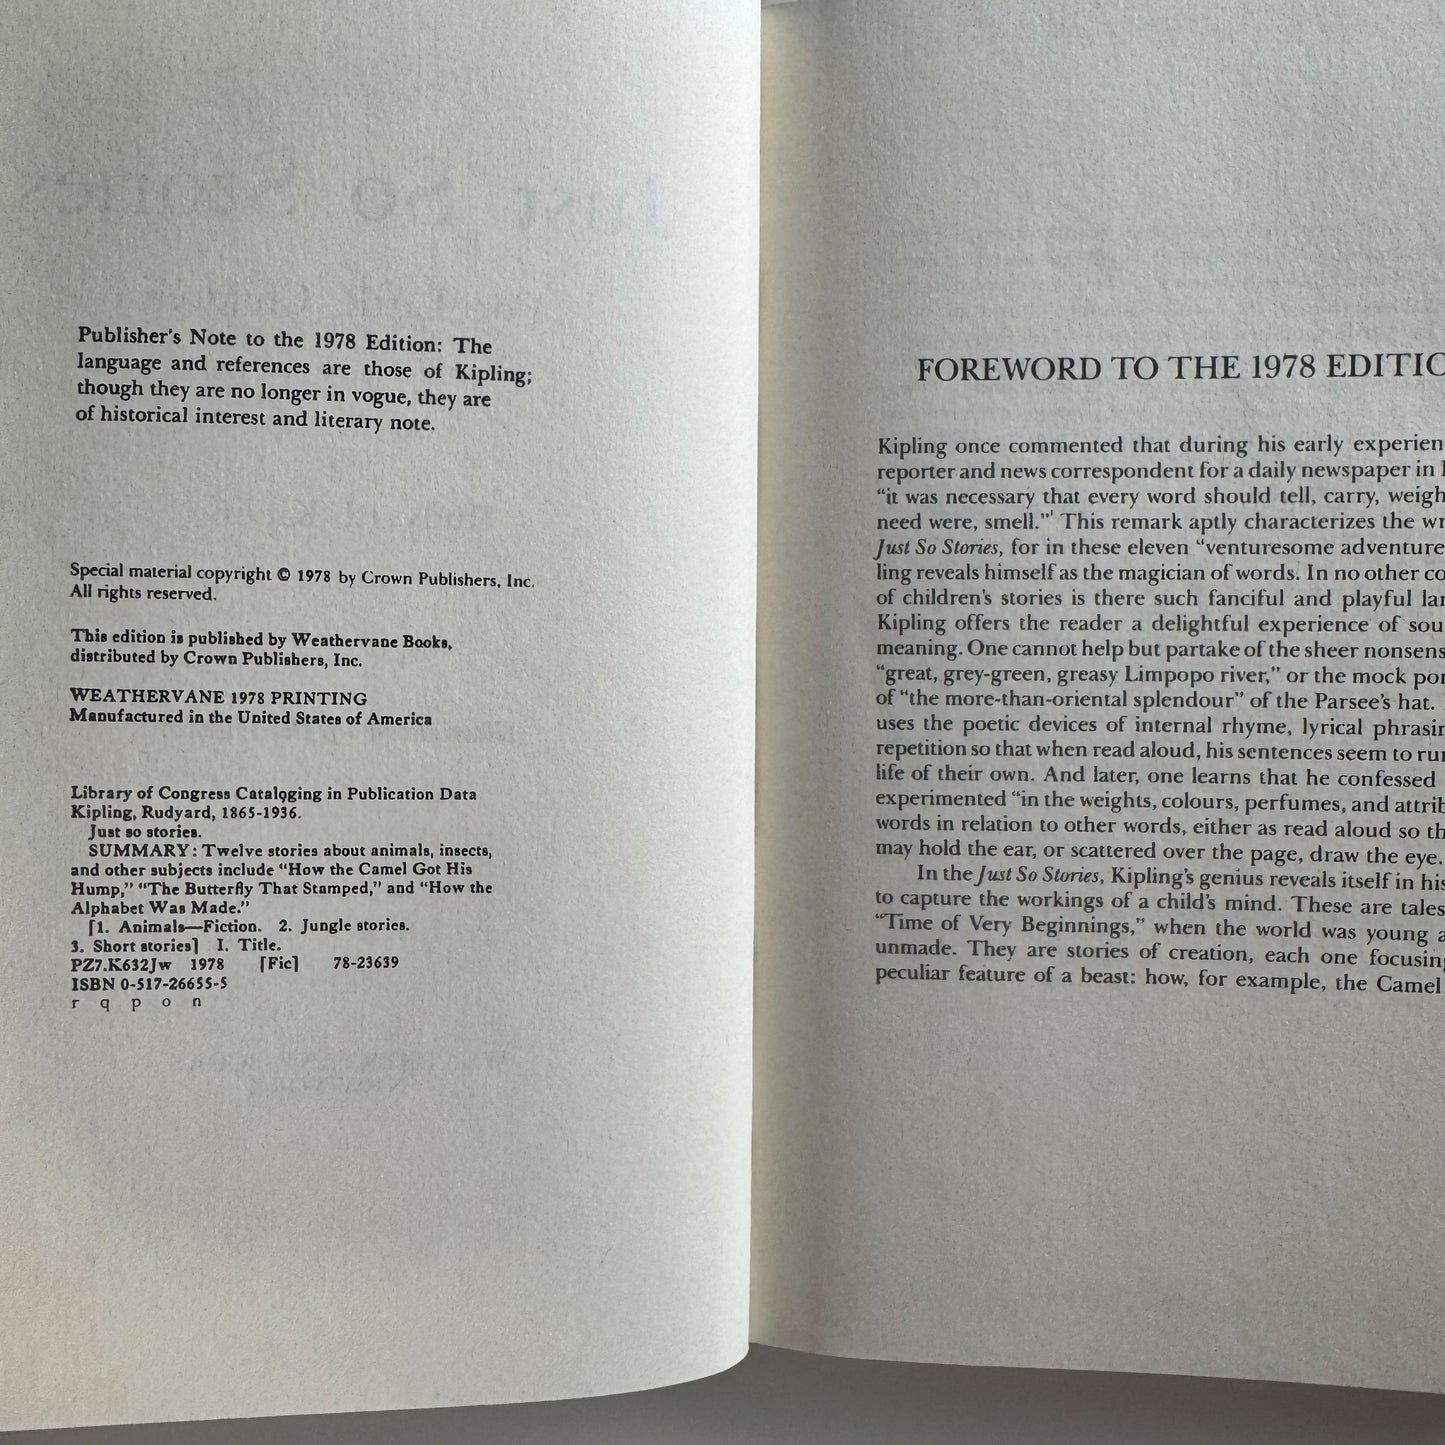 Publisher's Note to the 1978 Edition: The
language and references are those of Kipling;
though they are no longer in vogue, they are
of historical interest and literary note.
Special material copyright © 1978 by Crown Publishers, Inc.
All rights reserved.
This edition is published by Weathervane Books,
distributed by Crown Publishers, Inc.
WEATHERVANE 1978 PRINTING
Manufactured in the United States of America
Library of Congress Cataloging in Publication Data
Kipling, Rudyard, 1865-1936.
Just so stories.
SUMMARY: Twelve stories about animals, insects,
and other subjects include “How the Camel Got His
Hump,” “The Butterfly That Stamped,” and “How the
Alphabet Was Made.”
[1. Animals—Fiction. 2. Jungle stories.
3. Short stories] I. Title.
PZ7.K632Jw 1978 [Fic] 78-23639
ISBN 0-517-26655-5
r q p o n
FOREWORD TO THE 1978 EDITIO
Kipling once commented that during his early experien
reporter and news correspondent for a daily newspaper in
“it was necessary that every word should tell, carry, weigh
need were, smell.”¹ This remark aptly characterizes the wr
Just So Stories, for in these eleven “venturesome adventure
ling reveals himself as the magician of words. In no other co
of children's stories is there such fanciful and playful lan
Kipling offers the reader a delightful experience of sou
meaning. One cannot help but partake of the sheer nonsens
“great, grey-green, greasy Limpopo river,” or the mock pom
of “the more-than-oriental splendour” of the Parsee's hat.
uses the poetic devices of internal rhyme, lyrical phrasin
repetition so that when read aloud, his sentences seem to run
life of their own. And later, one learns that he confessed
experimented “in the weights, colours, perfumes, and attrib
words in relation to other words, either as read aloud so th
may hold the ear, or scattered over the page, draw the eye.
In the Just So Stories, Kipling's genius reveals itself in his
to capture the workings of a child's mind. These are tales
“Time of Very Beginnings,” when the world was young a
unmade. They are stories of creation, each one focusing
peculiar feature of a beast: how, for example, the Camel